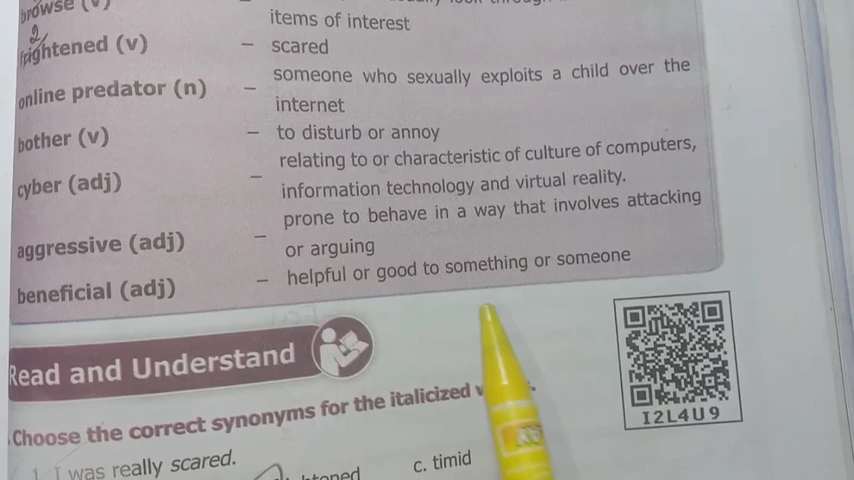 browse (v)
items of interest
2
frightened (v) – scared
online predator (n) – someone who sexually exploits a child over the
internet
bother (v) – to disturb or annoy
cyber (adj) – relating to or characteristic of culture of computers,
information technology and virtual reality.
aggressive (adj) – prone to behave in a way that involves attacking
or arguing
beneficial (adj) – helpful or good to something or someone
Read and Understand
Choose the correct synonyms for the italicized
1. I was really scared.
c. timid
I2L4U9